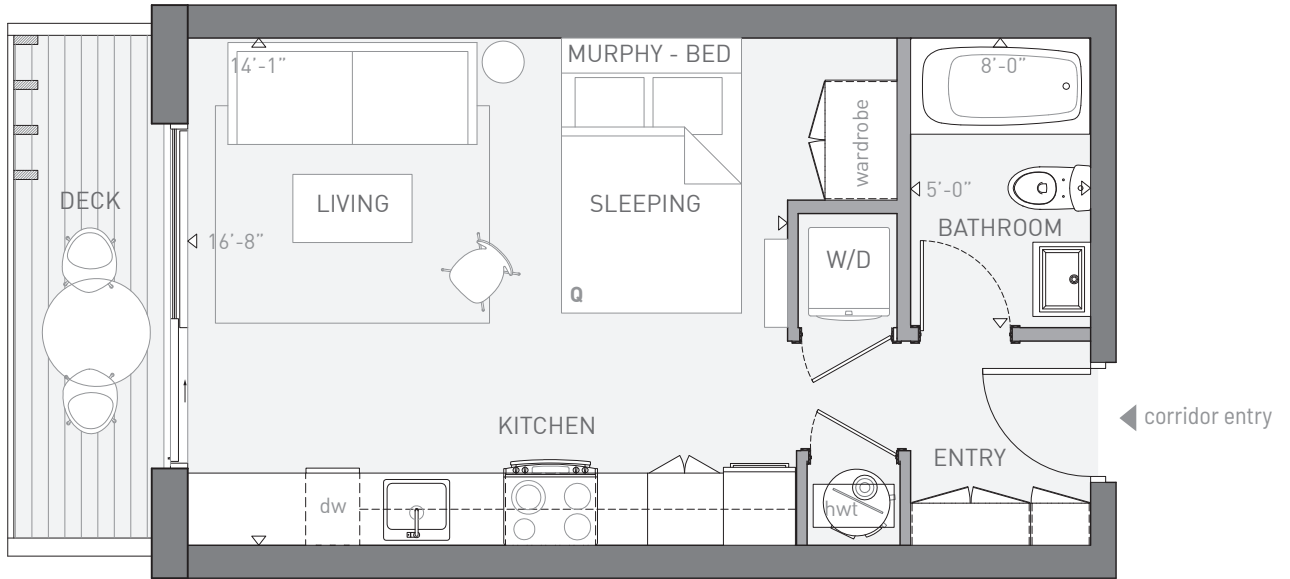 MURPHY - BED
14'-1"
8'-0"
wardrobe
DECK
LIVING
SLEEPING
5'-0"
BATHROOM
16'-8"
W/D
Q
corridor entry
KITCHEN
ENTRY
dw
hwt